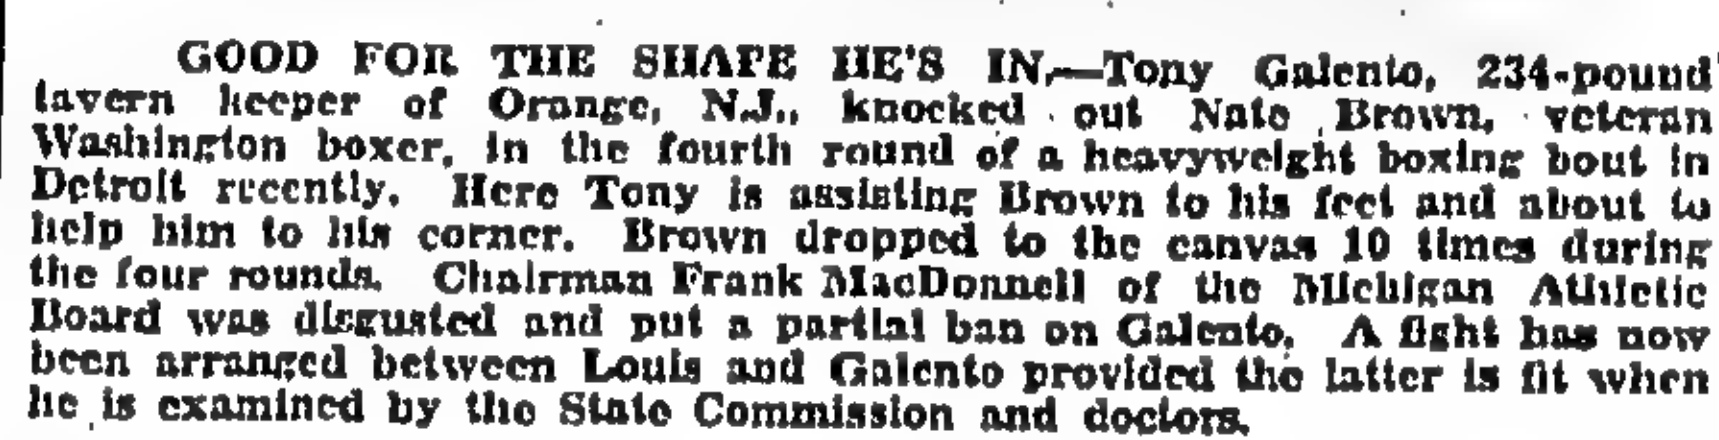 GOOD FOR THE SHAPE HE'S IN.—Tony Galento, 234-pound
tavern keeper of Orange, N.J., knocked out Nate Brown, veteran
Washington boxer, in the fourth round of a heavyweight boxing bout in
Detroit recently. Here Tony is assisting Brown to his feet and about to
help him to his corner. Brown dropped to the canvas 10 times during
the four rounds. Chairman Frank MacDonnell of the Michigan Athletic
Board was disgusted and put a partial ban on Galento. A fight has now
been arranged between Louis and Galento provided the latter is fit when
he is examined by the State Commission and doctors.